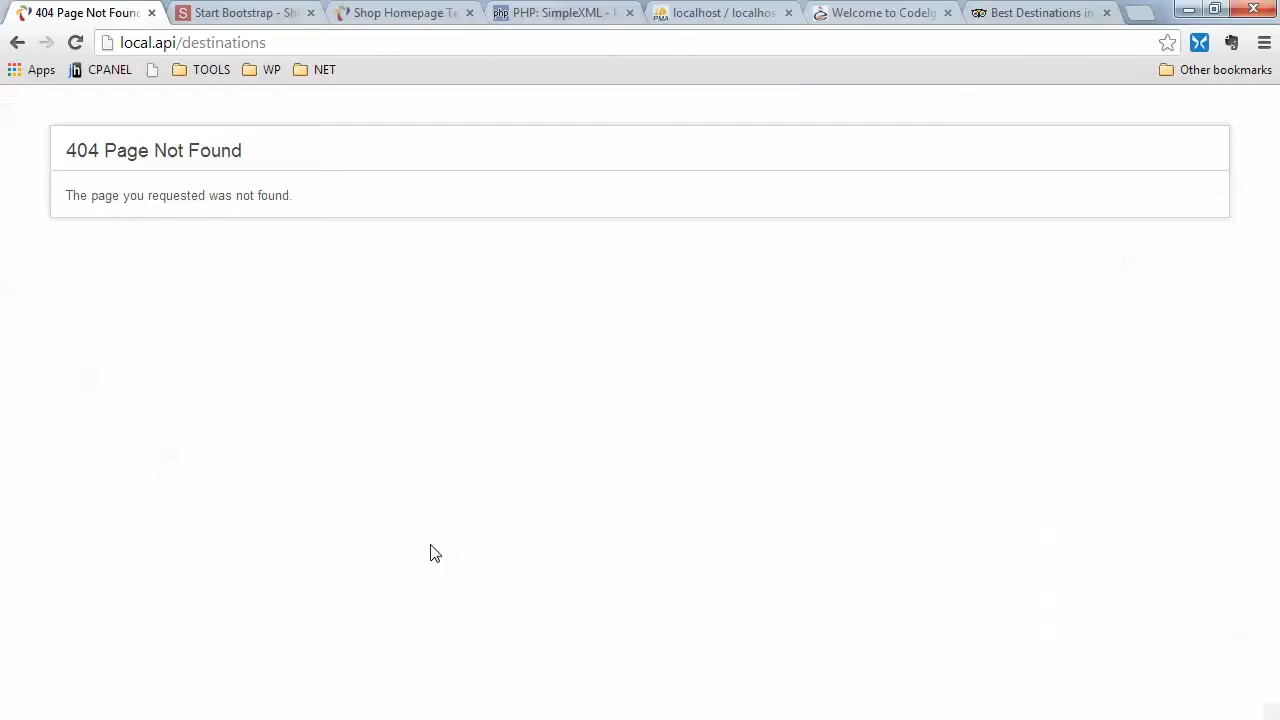 404 Page Not Foun
Start Bootstrap - Sh
Shop Homepage Te
PHP: SimpleXML -
localhost / localhos
Welcome to CodeIg
Best Destinations in
local.api/destinations
Apps
CPANEL
TOOLS
WP
NET
Other bookmarks
404 Page Not Found
The page you requested was not found.